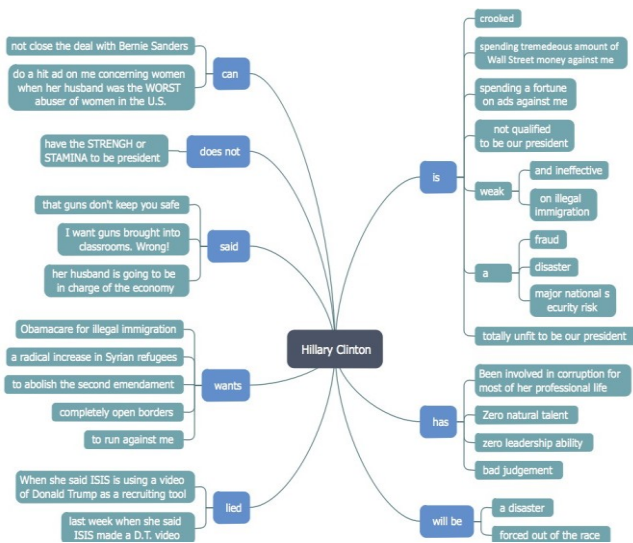 not close the deal with Bernie Sanders
do a hit ad on me concerning women
when her husband was the WORST
abuser of women in the U.S.
can
have the STRENGH or
STAMINA to be president
does not
that guns don't keep you safe
I want guns brought into
classrooms. Wrong!
her husband is going to be
in charge of the economy
said
Obamacare for illegal immigration
a radical increase in Syrian refugees
to abolish the second emendament
completely open borders
to run against me
wants
When she said ISIS is using a video
of Donald Trump as a recruiting tool
last week when she said
ISIS made a D.T. video
lied
Hillary Clinton
is
crooked
spending tremedeous amount of
Wall Street money against me
spending a fortune
on ads against me
not qualified
to be our president
weak
and ineffective
on illegal
immigration
a
fraud
disaster
major national s
ecurity risk
totally unfit to be our president
has
Been involved in corruption for
most of her professional life
Zero natural talent
zero leadership ability
bad judgement
will be
a disaster
forced out of the race